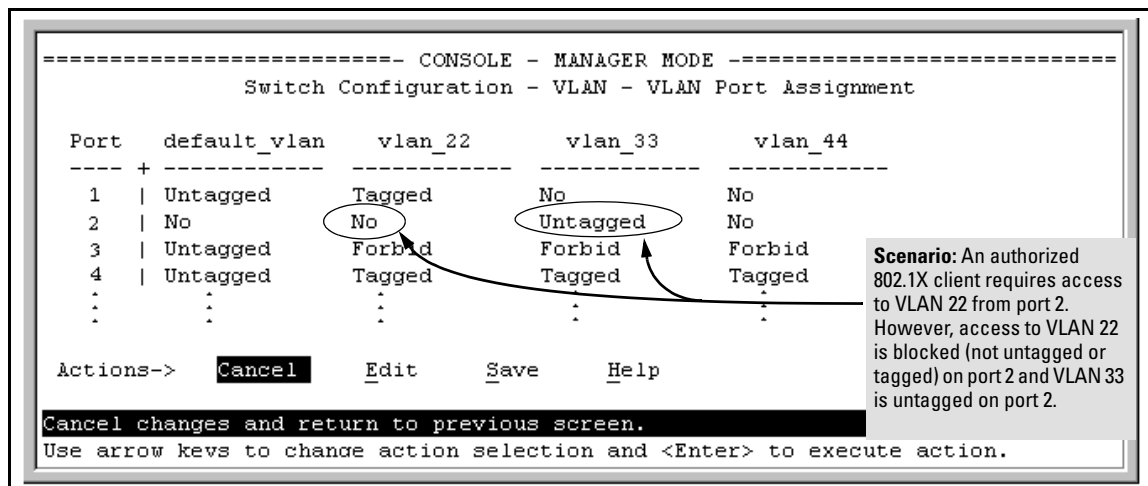 ===========================- CONSOLE - MANAGER MODE -============================
Switch Configuration - VLAN - VLAN Port Assignment
Port default_vlan vlan_22 vlan_33 vlan_44
---- + ------------ ------------ ------------ ------------
1 | Untagged Tagged No No
2 | No No Untagged No
3 | Untagged Forbid Forbid Forbid
4 | Untagged Tagged Tagged Tagged
. . . . .
. . . . .
. . . . .
Scenario: An authorized
802.1X client requires access
to VLAN 22 from port 2.
However, access to VLAN 22
is blocked (not untagged or
tagged) on port 2 and VLAN 33
is untagged on port 2.
Actions-> Cancel Edit Save Help
Cancel changes and return to previous screen.
Use arrow keys to change action selection and <Enter> to execute action.